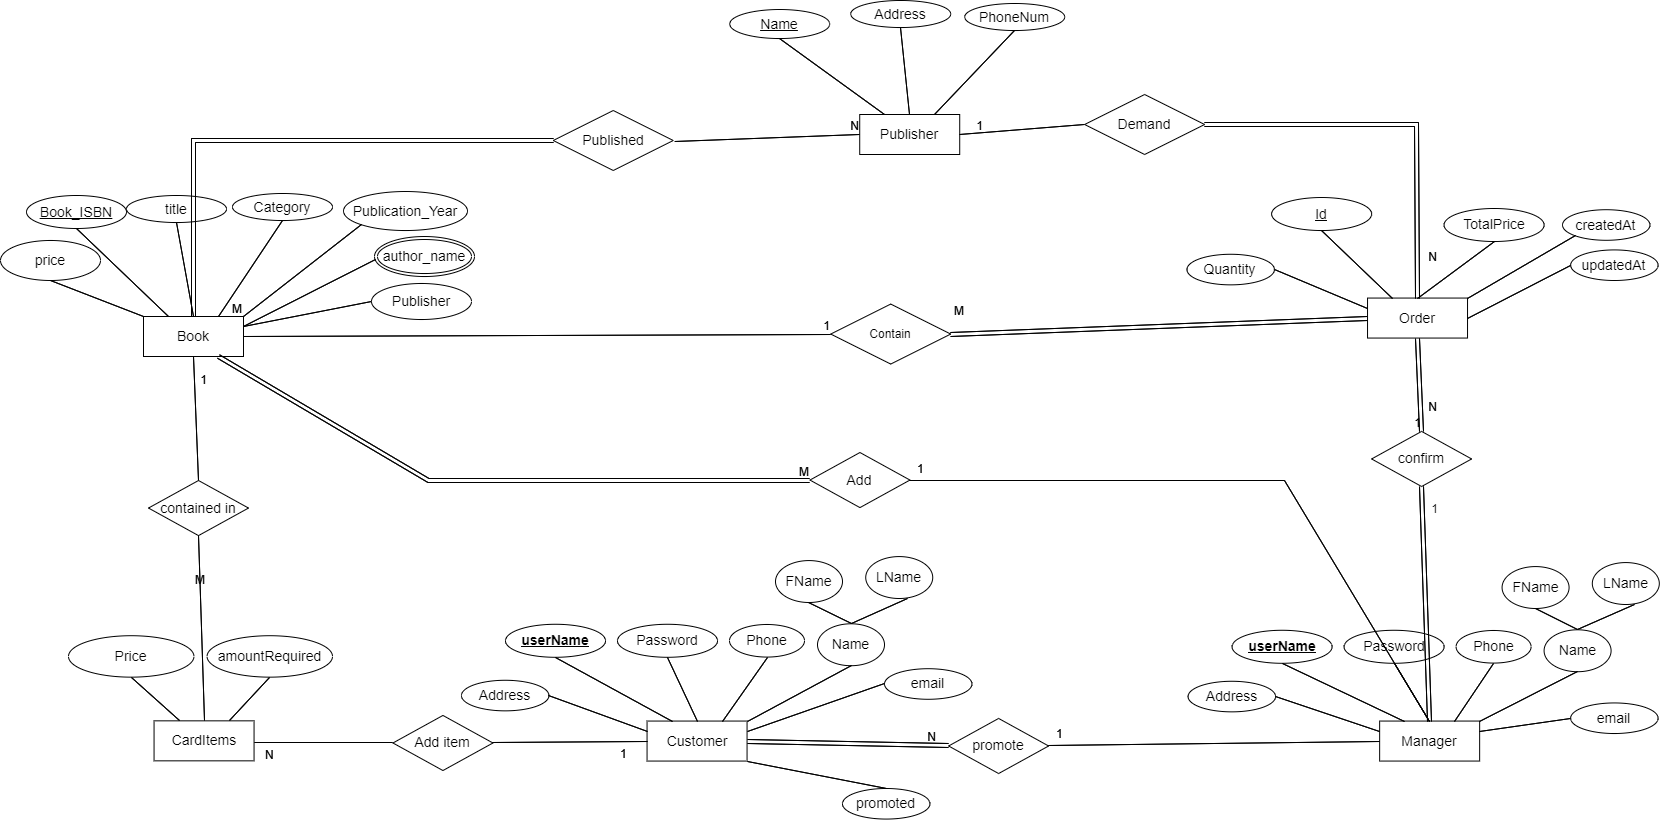 Name
Address
PhoneNum
Published
N
Publisher
1
Demand
Book_ISBN
title
Category
Publication_Year
price
author_name
Publisher
M
Book
Id
TotalPrice
createdAt
Quantity
updatedAt
N
Order
1
Contain
M
1
N
1
confirm
M
Add
1
1
contained in
M
Price
amountRequired
CardItems
N
Add item
1
FName
LName
userName
Password
Phone
Name
Address
email
Customer
N
promote
1
promoted
FName
LName
userName
Password
Phone
Name
Address
email
Manager